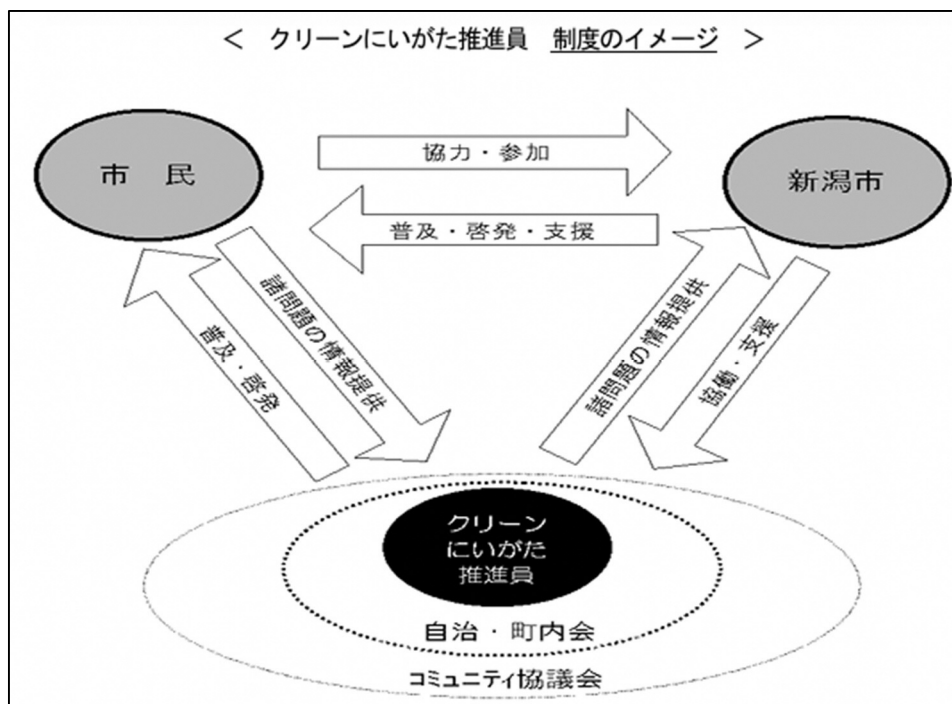 ＜　クリーンにいがた推進員　制度のイメージ　＞
市　民
協力・参加
新潟市
普及・啓発・支援
普及・啓発
諸問題の情報提供
諸問題の情報提供
協働・支援
クリーン
にいがた
推進員
自治・町内会
コミュニティ協議会